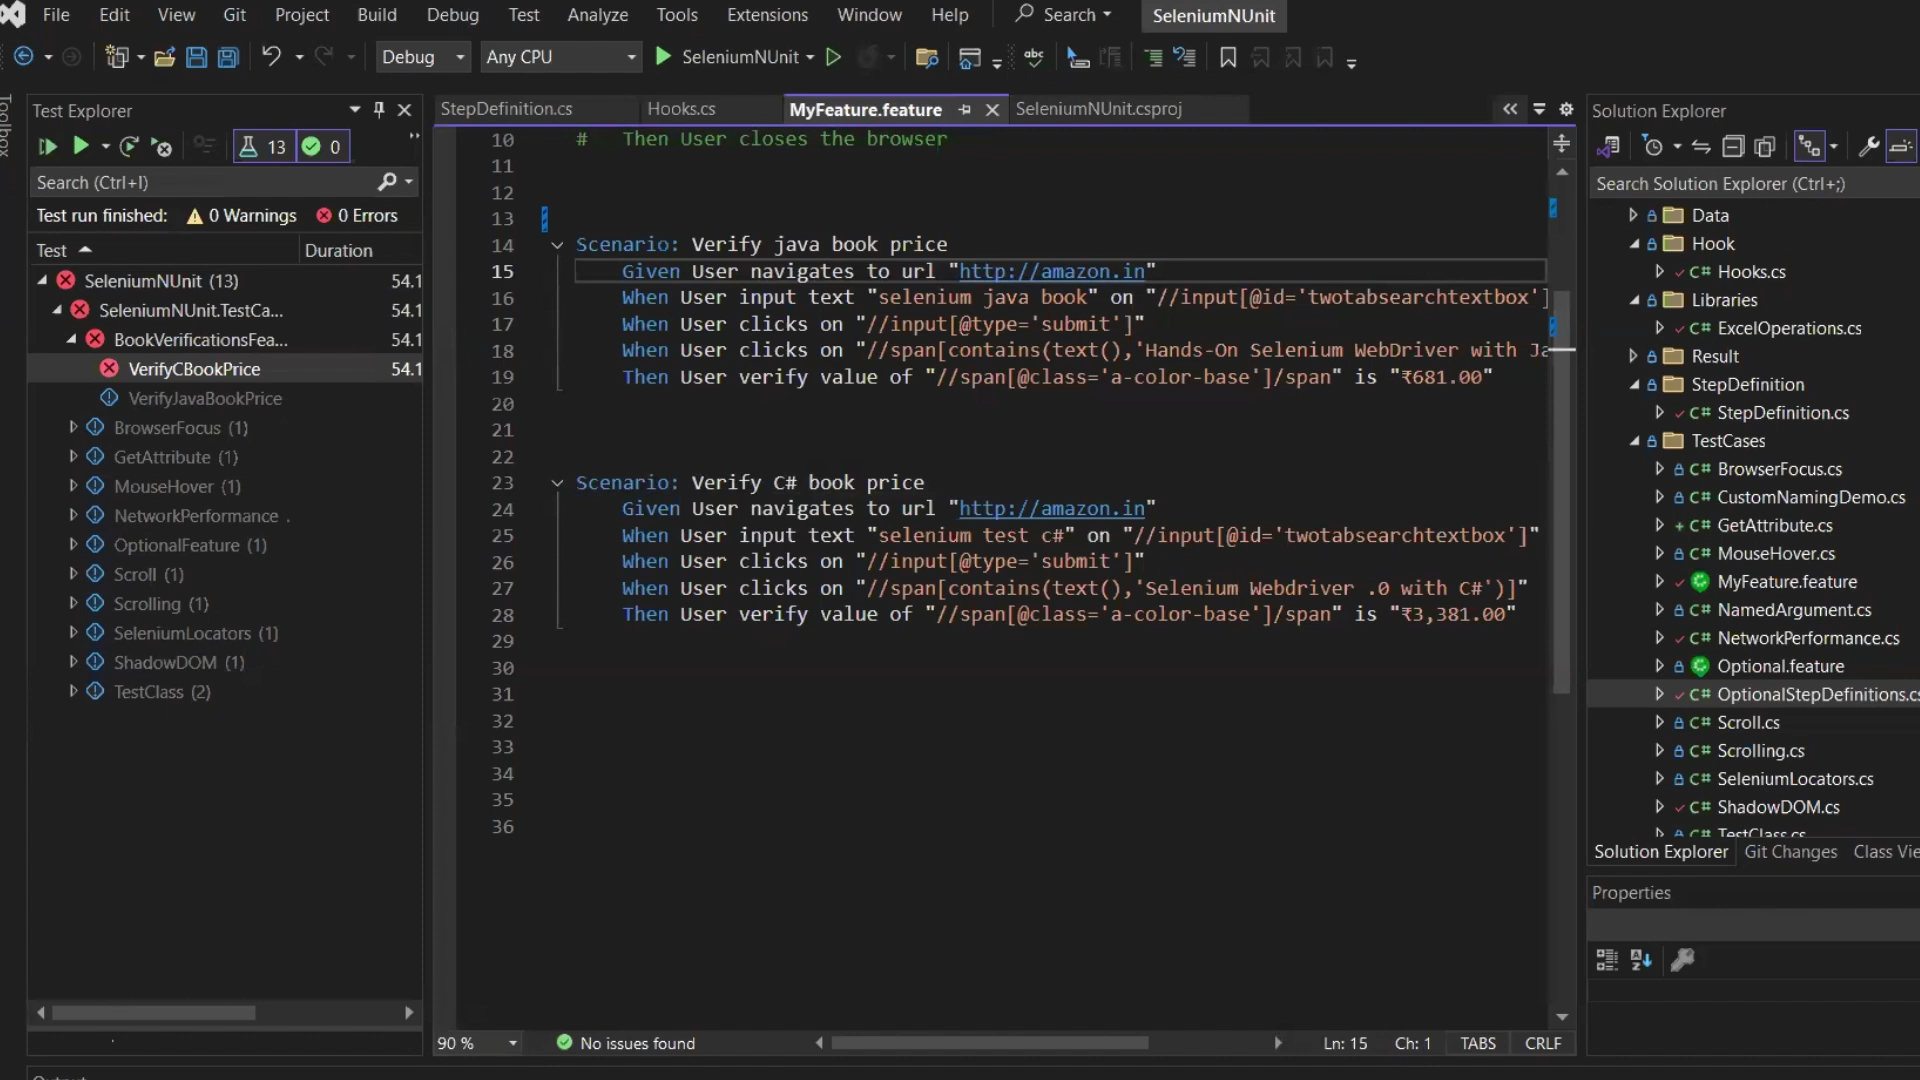 File Edit View Git Project Build Debug Test Analyze Tools Extensions Window Help Search SeleniumNUnit
Debug Any CPU SeleniumNUnit
Toolbox
Test Explorer
13 0
Search (Ctrl+I)
Test run finished: 0 Warnings 0 Errors
Test Duration
SeleniumNUnit (13) 54.1
SeleniumNUnit.TestCa... 54.1
BookVerificationsFea... 54.1
VerifyCBookPrice 54.1
VerifyJavaBookPrice
BrowserFocus (1)
GetAttribute (1)
MouseHover (1)
NetworkPerformance .
OptionalFeature (1)
Scroll (1)
Scrolling (1)
SeleniumLocators (1)
ShadowDOM (1)
TestClass (2)
StepDefinition.cs Hooks.cs MyFeature.feature SeleniumNUnit.csproj
10 # Then User closes the browser
11
12
13
14 Scenario: Verify java book price
15 Given User navigates to url "http://amazon.in"
16 When User input text "selenium java book" on "//input[@id='twotabsearchtextbox']
17 When User clicks on "//input[@type='submit']"
18 When User clicks on "//span[contains(text(),'Hands-On Selenium WebDriver with Ja
19 Then User verify value of "//span[@class='a-color-base']/span" is "₹681.00"
20
21
22
23 Scenario: Verify C# book price
24 Given User navigates to url "http://amazon.in"
25 When User input text "selenium test c#" on "//input[@id='twotabsearchtextbox']"
26 When User clicks on "//input[@type='submit']"
27 When User clicks on "//span[contains(text(),'Selenium Webdriver .0 with C#')]"
28 Then User verify value of "//span[@class='a-color-base']/span" is "₹3,381.00"
29
30
31
32
33
34
35
36
90 % No issues found Ln: 15 Ch: 1 TABS CRLF
Solution Explorer
Search Solution Explorer (Ctrl+;)
Data
Hook
C# Hooks.cs
Libraries
C# ExcelOperations.cs
Result
StepDefinition
C# StepDefinition.cs
TestCases
C# BrowserFocus.cs
C# CustomNamingDemo.cs
C# GetAttribute.cs
C# MouseHover.cs
MyFeature.feature
C# NamedArgument.cs
C# NetworkPerformance.cs
Optional.feature
C# OptionalStepDefinitions.cs
C# Scroll.cs
C# Scrolling.cs
C# SeleniumLocators.cs
C# ShadowDOM.cs
C# TestClass.cs
Solution Explorer Git Changes Class Vie
Properties
Output